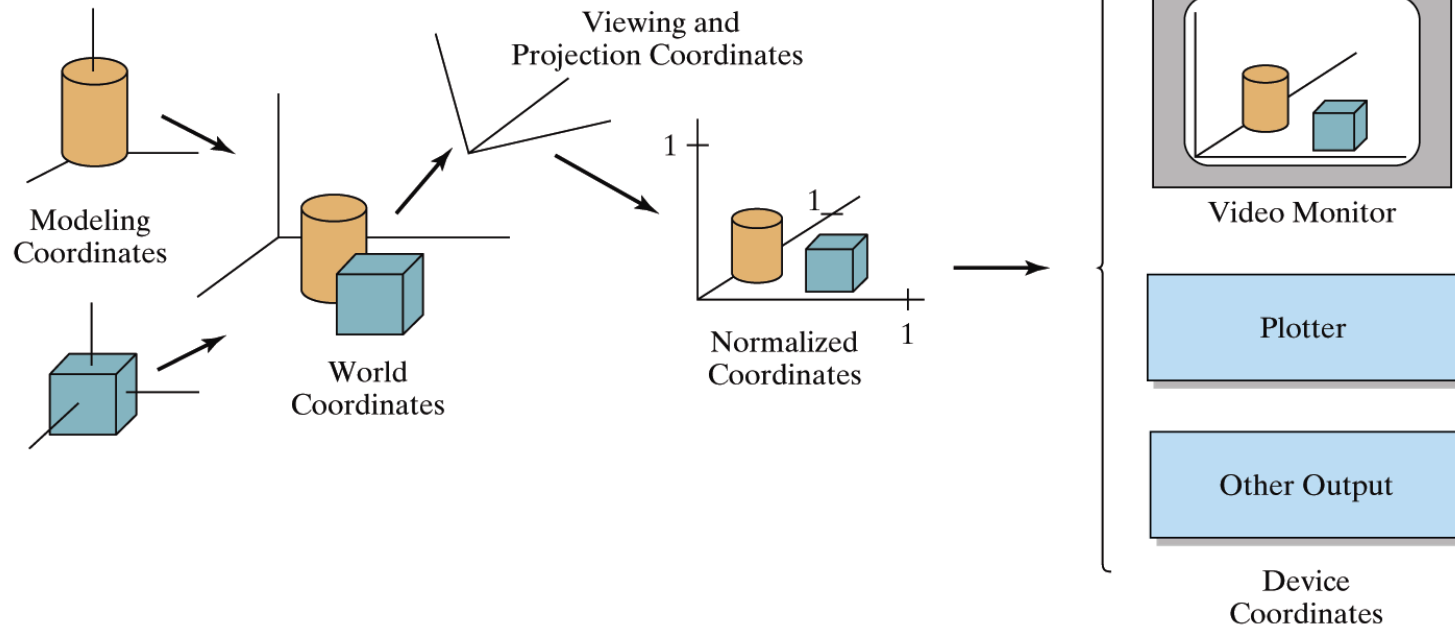 Viewing and
Projection Coordinates
Modeling
Coordinates
World
Coordinates
1
1
1
Normalized
Coordinates
Video Monitor
Plotter
Other Output
Device
Coordinates